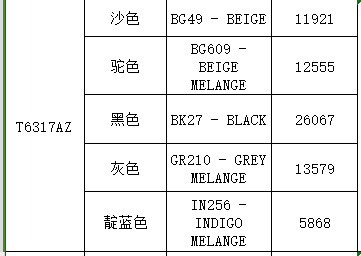 沙色
BG49 - BEIGE
11921
驼色
BG609 -
BEIGE
MELANGE
12555
T6317AZ
黑色
BK27 - BLACK
26067
灰色
GR210 - GREY
MELANGE
13579
靛蓝色
IN256 -
INDIGO
MELANGE
5868